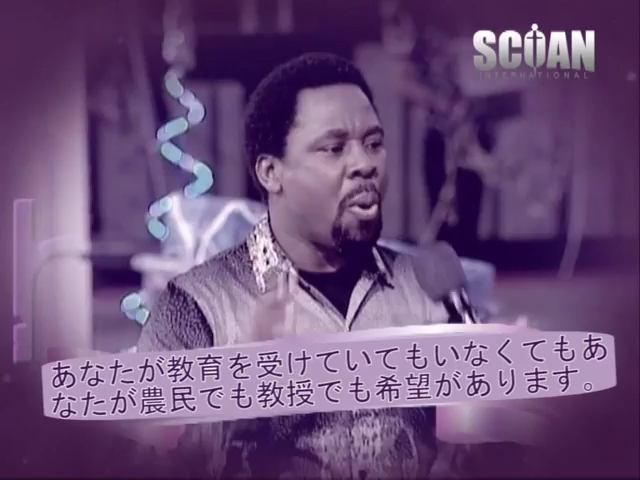 SCOAN
INTERNATIONAL
あなたが教育を受けていてもいなくてもあ
なたが農民でも教授でも希望があります。